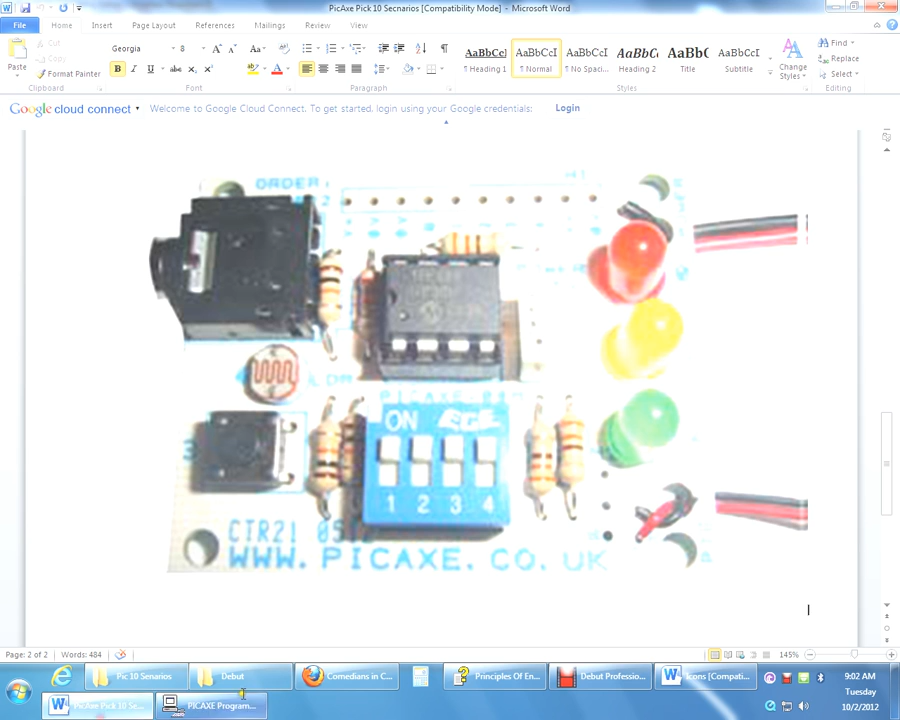 PicAxe Pick 10 Secnarios [Compatibility Mode] - Microsoft Word
File Home Insert Page Layout References Mailings Review View
Paste
Cut
Copy
Format Painter
Clipboard
Georgia 8
B I U abc
Font
Paragraph
AaBbCcI Heading 1
AaBbCcI ¶ Normal
AaBbCcI ¶ No Spaci...
AaBbCc Heading 2
AaBb( Title
AaBbCcI Subtitle
Change Styles
Styles
Find
Replace
Select
Editing
Google cloud connect Welcome to Google Cloud Connect. To get started, login using your Google credentials: Login
ORDER
LDR
ON ECE
1 2 3 4
CTR21
WWW.PICAXE.CO.UK
Page: 2 of 2 Words: 484 145%
Pic 10 Senarios Debut Comedians in C... Principles Of En... Debut Professio... Icons [Compati...
PicAxe Pick 10 Se... PICAXE Program...
9:02 AM
Tuesday
10/2/2012